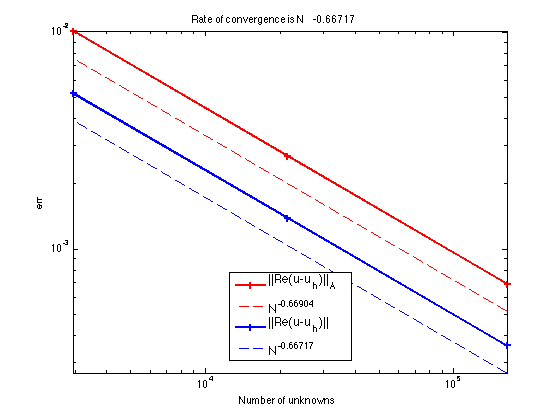 Rate of convergence is N -0.66717
10^-2
10^-3
err
||Re(u-u_h)||_A
N^-0.66904
||Re(u-u_h)||
N^-0.66717
10^4
10^5
Number of unknowns